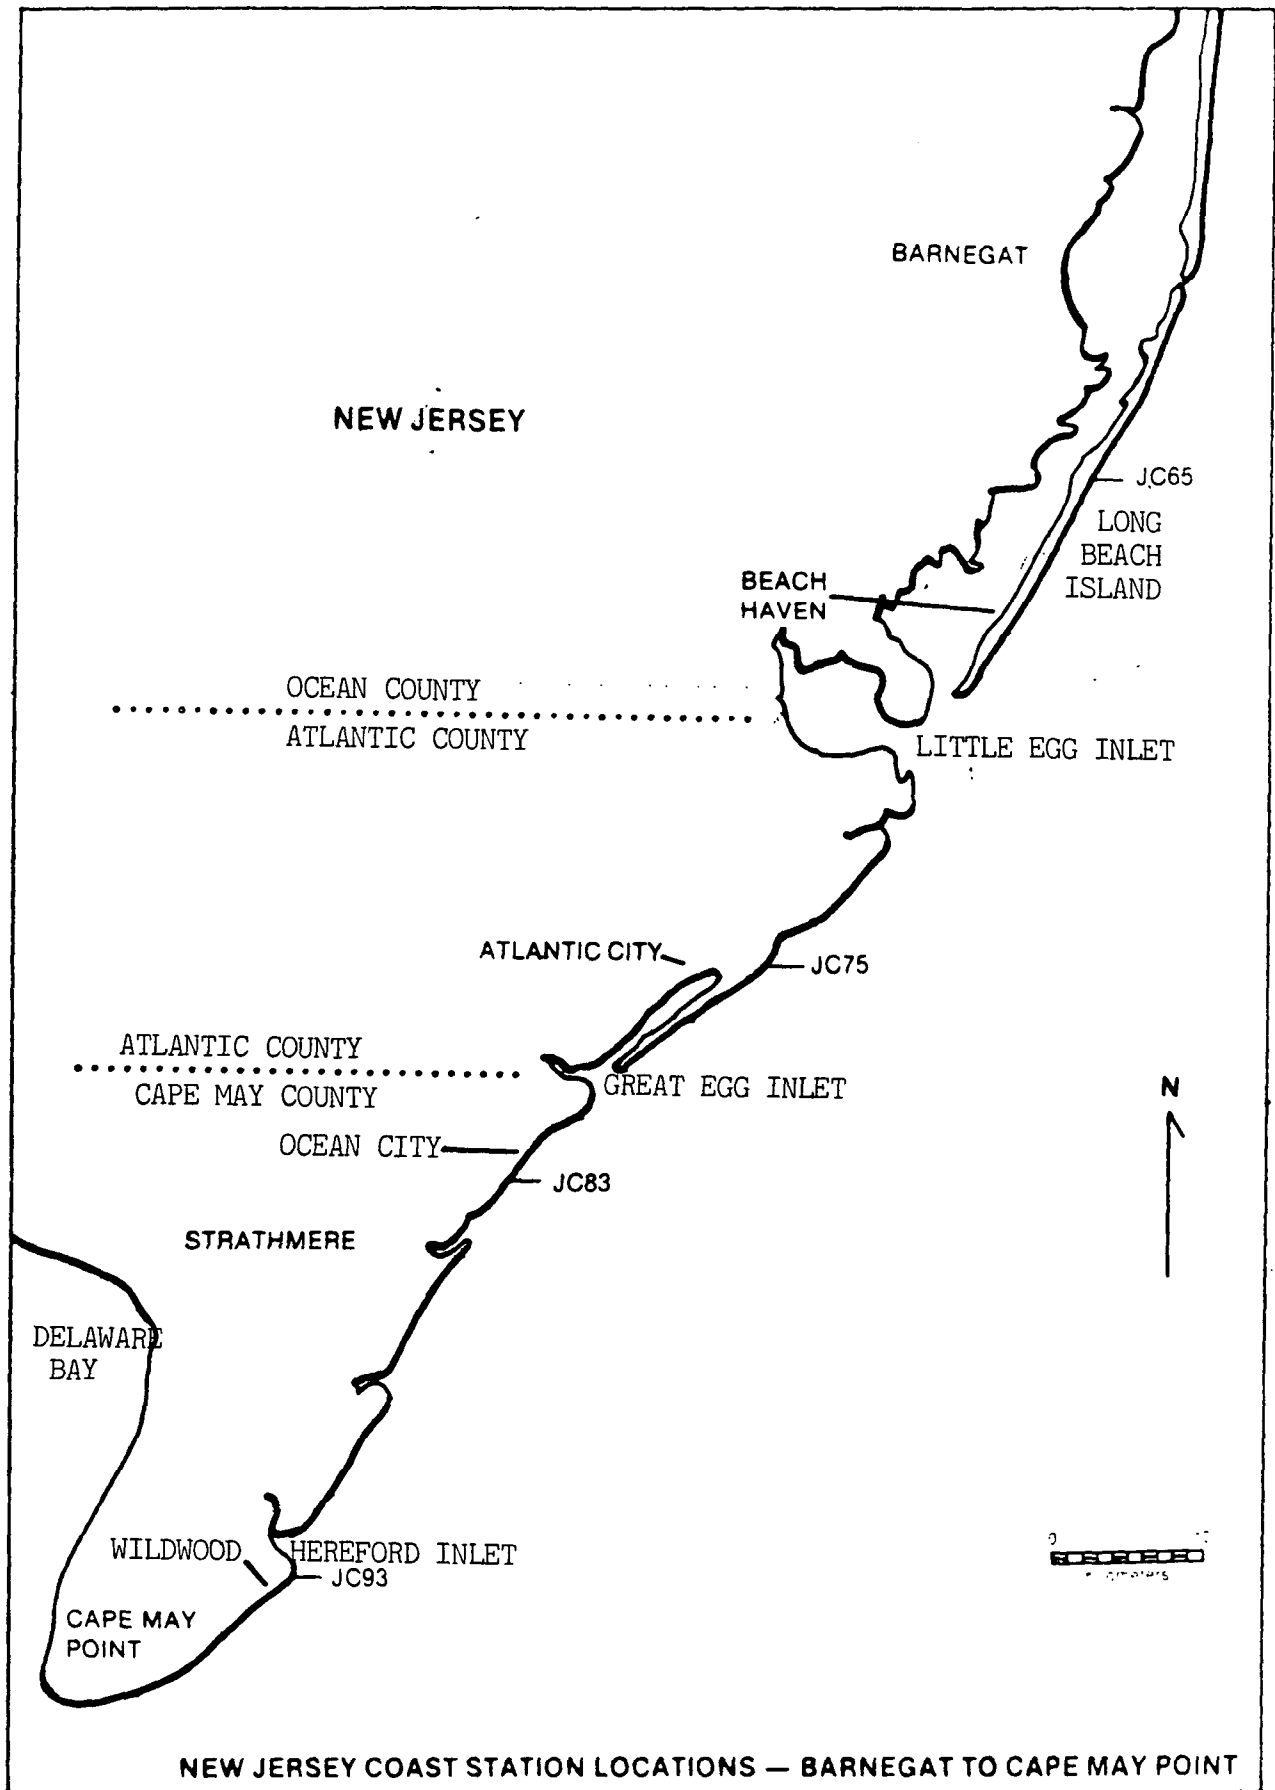 BARNEGAT
NEW JERSEY
JC65
LONG
BEACH
ISLAND
BEACH
HAVEN
OCEAN COUNTY
ATLANTIC COUNTY
LITTLE EGG INLET
ATLANTIC CITY
JC75
ATLANTIC COUNTY
CAPE MAY COUNTY
GREAT EGG INLET
N
OCEAN CITY
JC83
STRATHMERE
DELAWARE
BAY
WILDWOOD
HEREFORD INLET
JC93
0
CAPE MAY
POINT
NEW JERSEY COAST STATION LOCATIONS — BARNEGAT TO CAPE MAY POINT